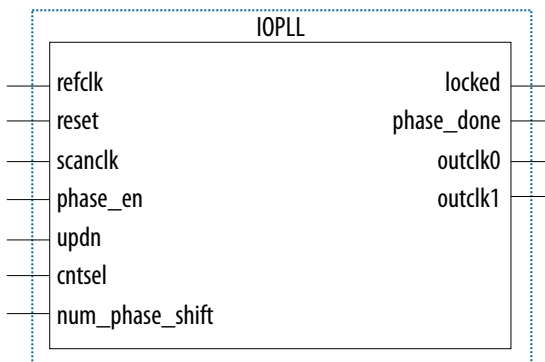 IOPLL
refclk
locked
reset
phase_done
scanclk
outclk0
phase_en
outclk1
updn
cntsel
num_phase_shift